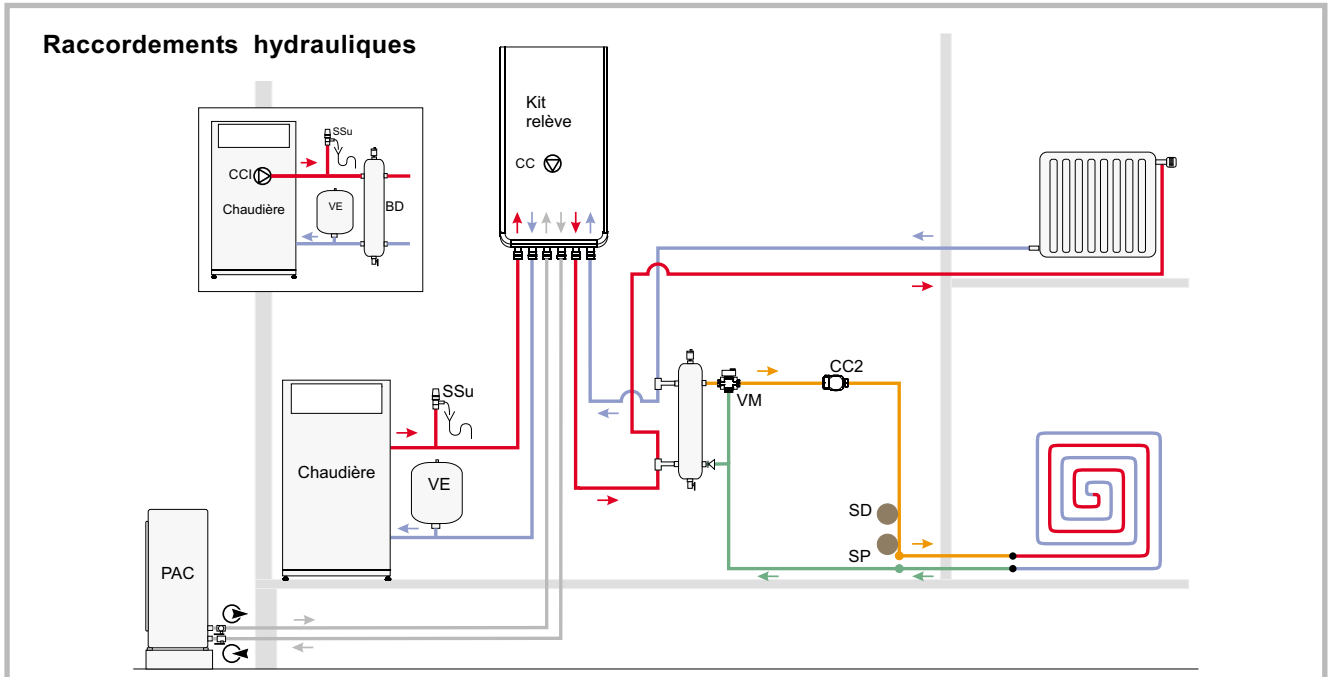 Raccordements hydrauliques
Kit
relève
CC
SSu
CCI
Chaudière
VE
BD
SSu
Chaudière
VE
CC2
VM
SD
SP
PAC